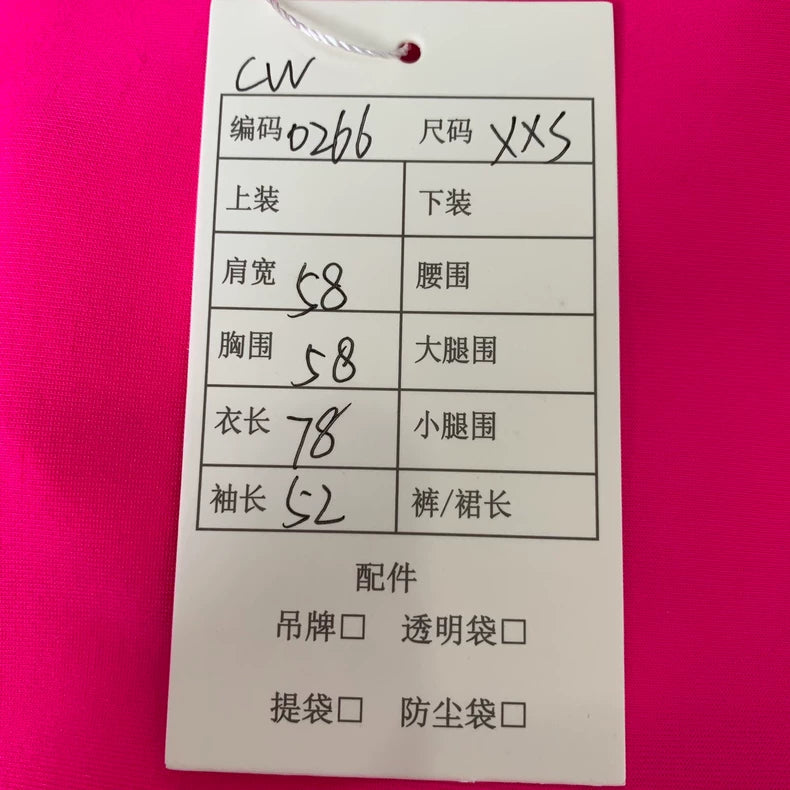 CW
编码 0266 尺码 XXS
上装 下装
肩宽 58 腰围
胸围 58 大腿围
衣长 78 小腿围
袖长 52 裤/裙长
配件
吊牌□ 透明袋□
提袋□ 防尘袋□